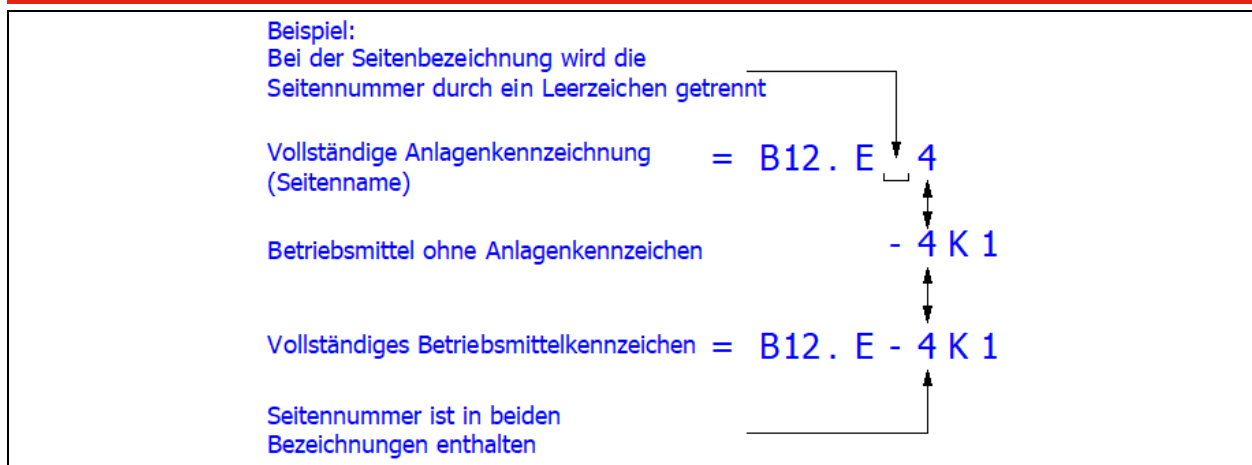 Beispiel:
Bei der Seitenbezeichnung wird die
Seitennummer durch ein Leerzeichen getrennt
Vollständige Anlagenkennzeichnung = B12. E 4
(Seitenname)
Betriebsmittel ohne Anlagenkennzeichen - 4 K 1
Vollständiges Betriebsmittelkennzeichen = B12. E - 4 K 1
Seitennummer ist in beiden
Bezeichnungen enthalten